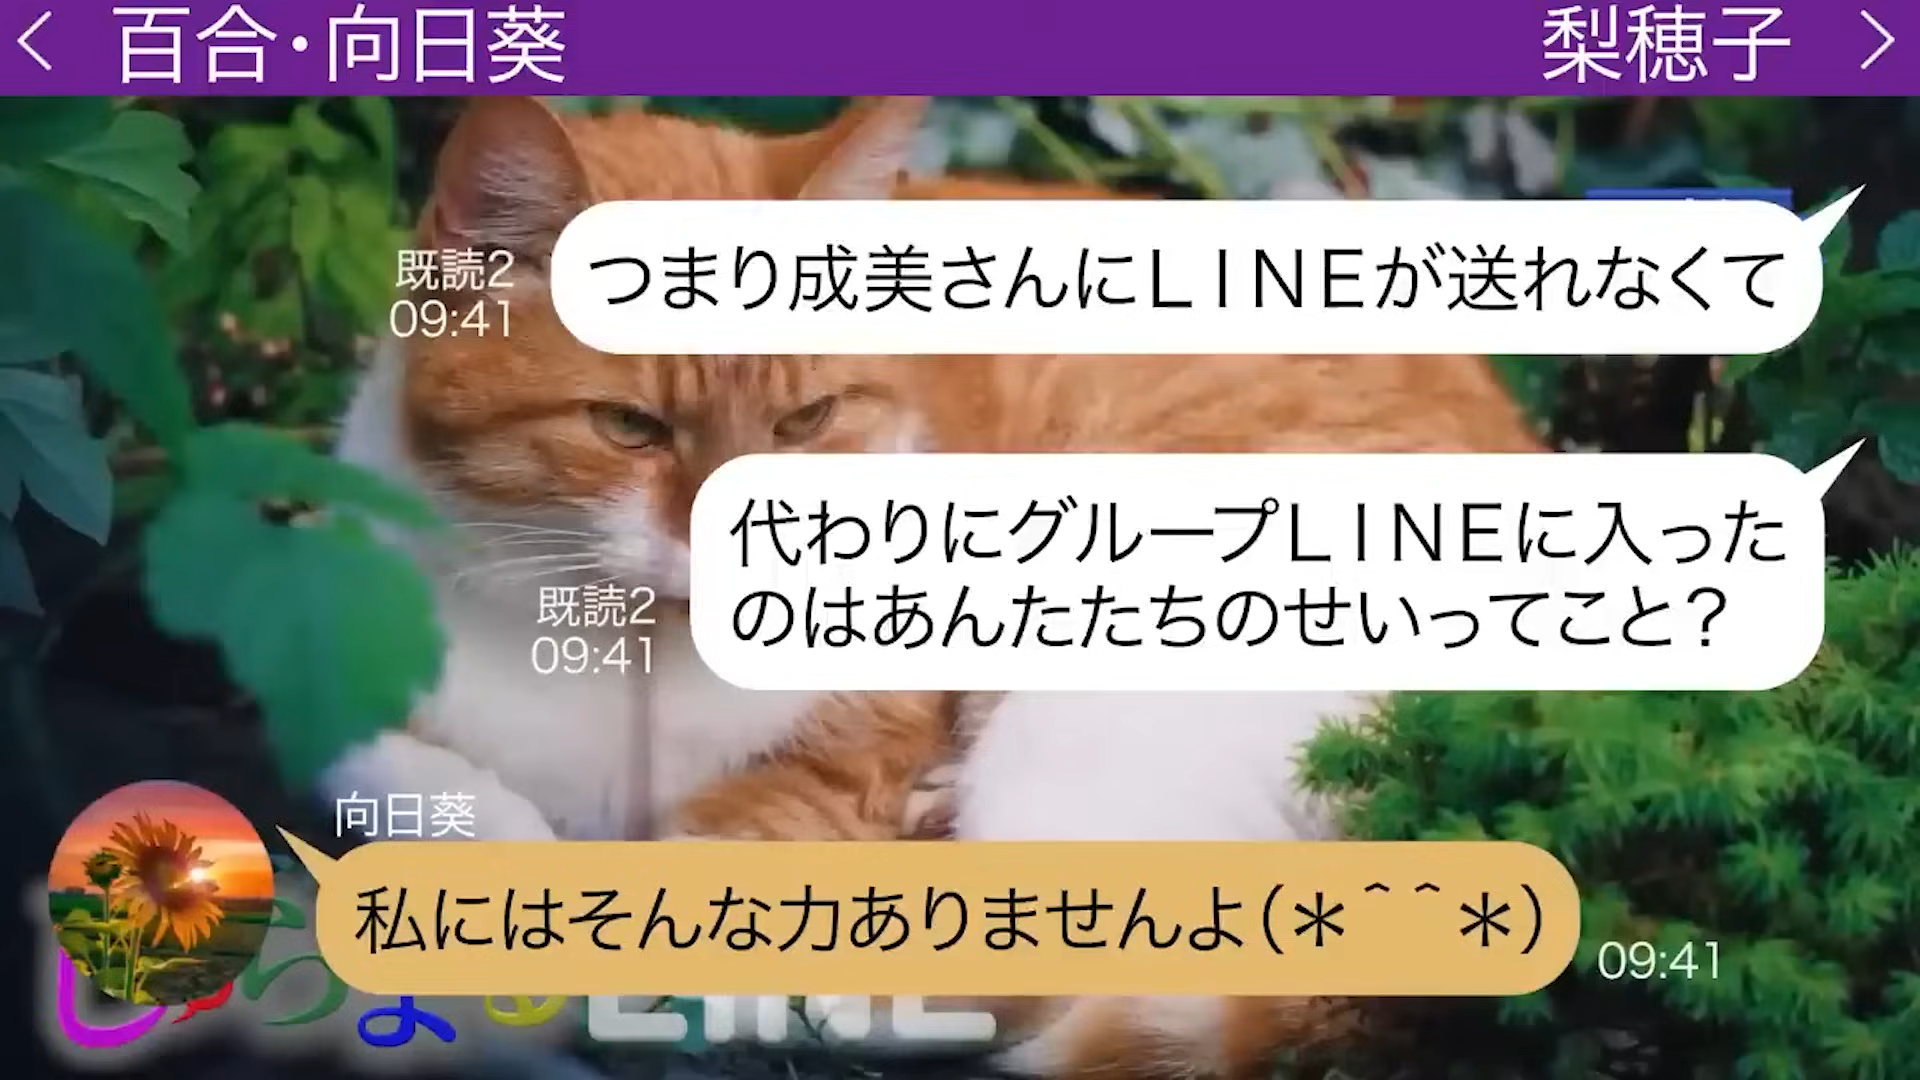 百合・向日葵
梨穂子
つまり成美さんにLINEが送れなくて
既読2
09:41
代わりにグループLINEに入った
のはあんたたちのせいってこと?
既読2
09:41
向日葵
私にはそんな力ありませんよ(*＾＾*)
09:41
LINE